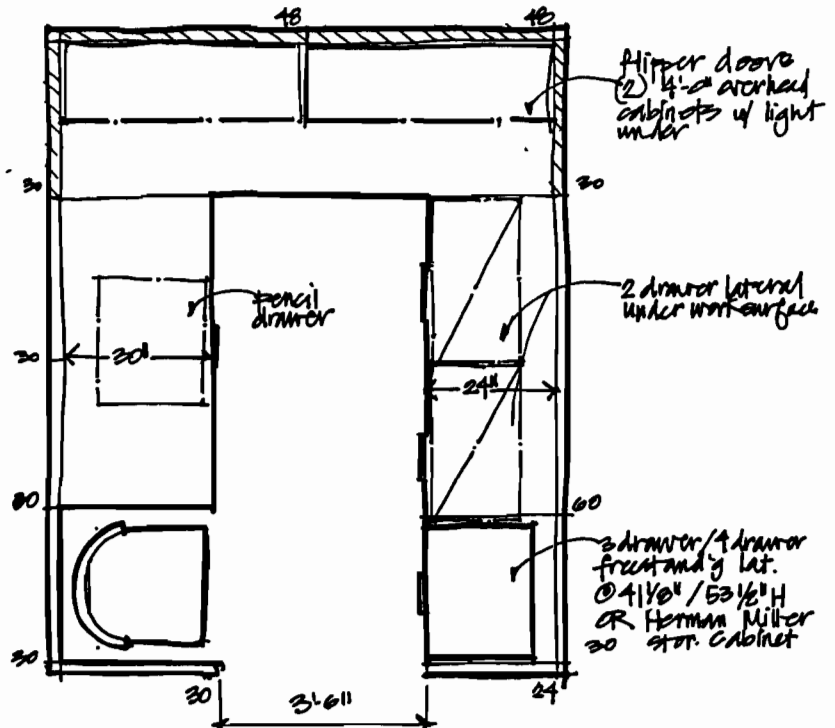 48 48
flipper doors
(2) 4'-0" overhead
cabinets w/ light
under
30 30
pencil
drawer
2 drawer lateral
under worksurface
30 30"
24"
30 60
3 drawer/4 drawer
freestand'g lat.
@ 41 1/8" / 53 1/2" H
OR Herman Miller
30 stor. cabinet
30
30 3'-6" 24